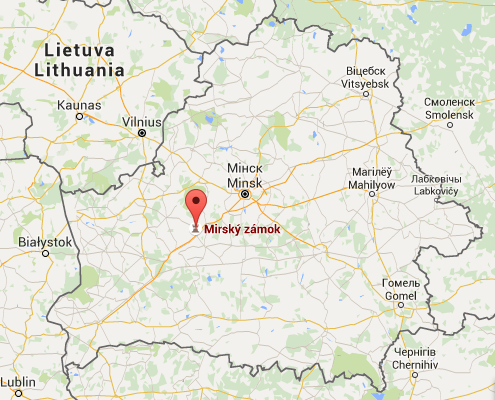 Lietuva
Lithuania
Kaunas
Vilnius
Віцебск
Vitsyebsk
Смоленск
Smolensk
Мінск
Minsk
Магілёў
Mahilyow
Лабковічы
Labkovičy
Mirský zámok
Białystok
Гомель
Gomel
Чернігів
Chernihiv
Lublin